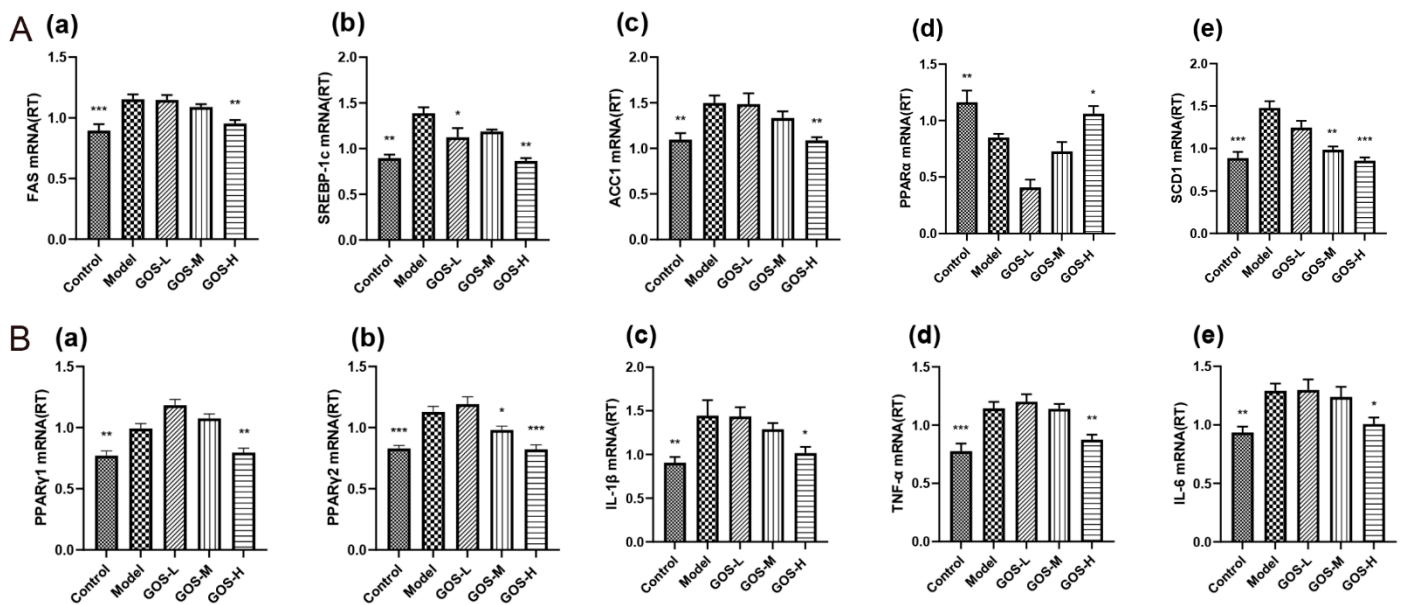 A
(a)
FAS mRNA(RT)
1.5
1.0
0.5
0.0
***
**
Control
Model
GOS-L
GOS-M
GOS-H
(b)
SREBP-1c mRNA(RT)
2.0
1.5
1.0
0.5
0.0
**
*
**
Control
Model
GOS-L
GOS-M
GOS-H
(c)
ACC1 mRNA(RT)
2.0
1.5
1.0
0.5
0.0
**
**
Control
Model
GOS-L
GOS-M
GOS-H
(d)
PPARα mRNA(RT)
1.5
1.0
0.5
0.0
**
*
Control
Model
GOS-L
GOS-M
GOS-H
(e)
SCD1 mRNA(RT)
2.0
1.5
1.0
0.5
0.0
***
**
***
Control
Model
GOS-L
GOS-M
GOS-H
B
(a)
PPARγ1 mRNA(RT)
1.5
1.0
0.5
0.0
**
**
Control
Model
GOS-L
GOS-M
GOS-H
(b)
PPARγ2 mRNA(RT)
1.5
1.0
0.5
0.0
***
*
***
Control
Model
GOS-L
GOS-M
GOS-H
(c)
IL-1β mRNA(RT)
2.0
1.5
1.0
0.5
0.0
**
*
Control
Model
GOS-L
GOS-M
GOS-H
(d)
TNF-α mRNA(RT)
1.5
1.0
0.5
0.0
***
**
Control
Model
GOS-L
GOS-M
GOS-H
(e)
IL-6 mRNA(RT)
1.5
1.0
0.5
0.0
**
*
Control
Model
GOS-L
GOS-M
GOS-H